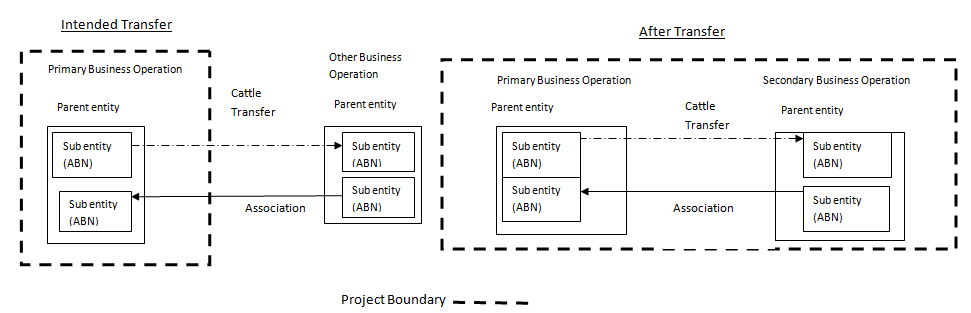 Intended Transfer
Primary Business Operation
Parent entity
Sub entity
(ABN)
Sub entity
(ABN)
Cattle
Transfer
Association
Other Business
Operation
Parent entity
Sub entity
(ABN)
Sub entity
(ABN)
After Transfer
Primary Business Operation
Parent entity
Sub entity
(ABN)
Sub entity
(ABN)
Cattle
Transfer
Association
Secondary Business Operation
Parent entity
Sub entity
(ABN)
Sub entity
(ABN)
Project Boundary